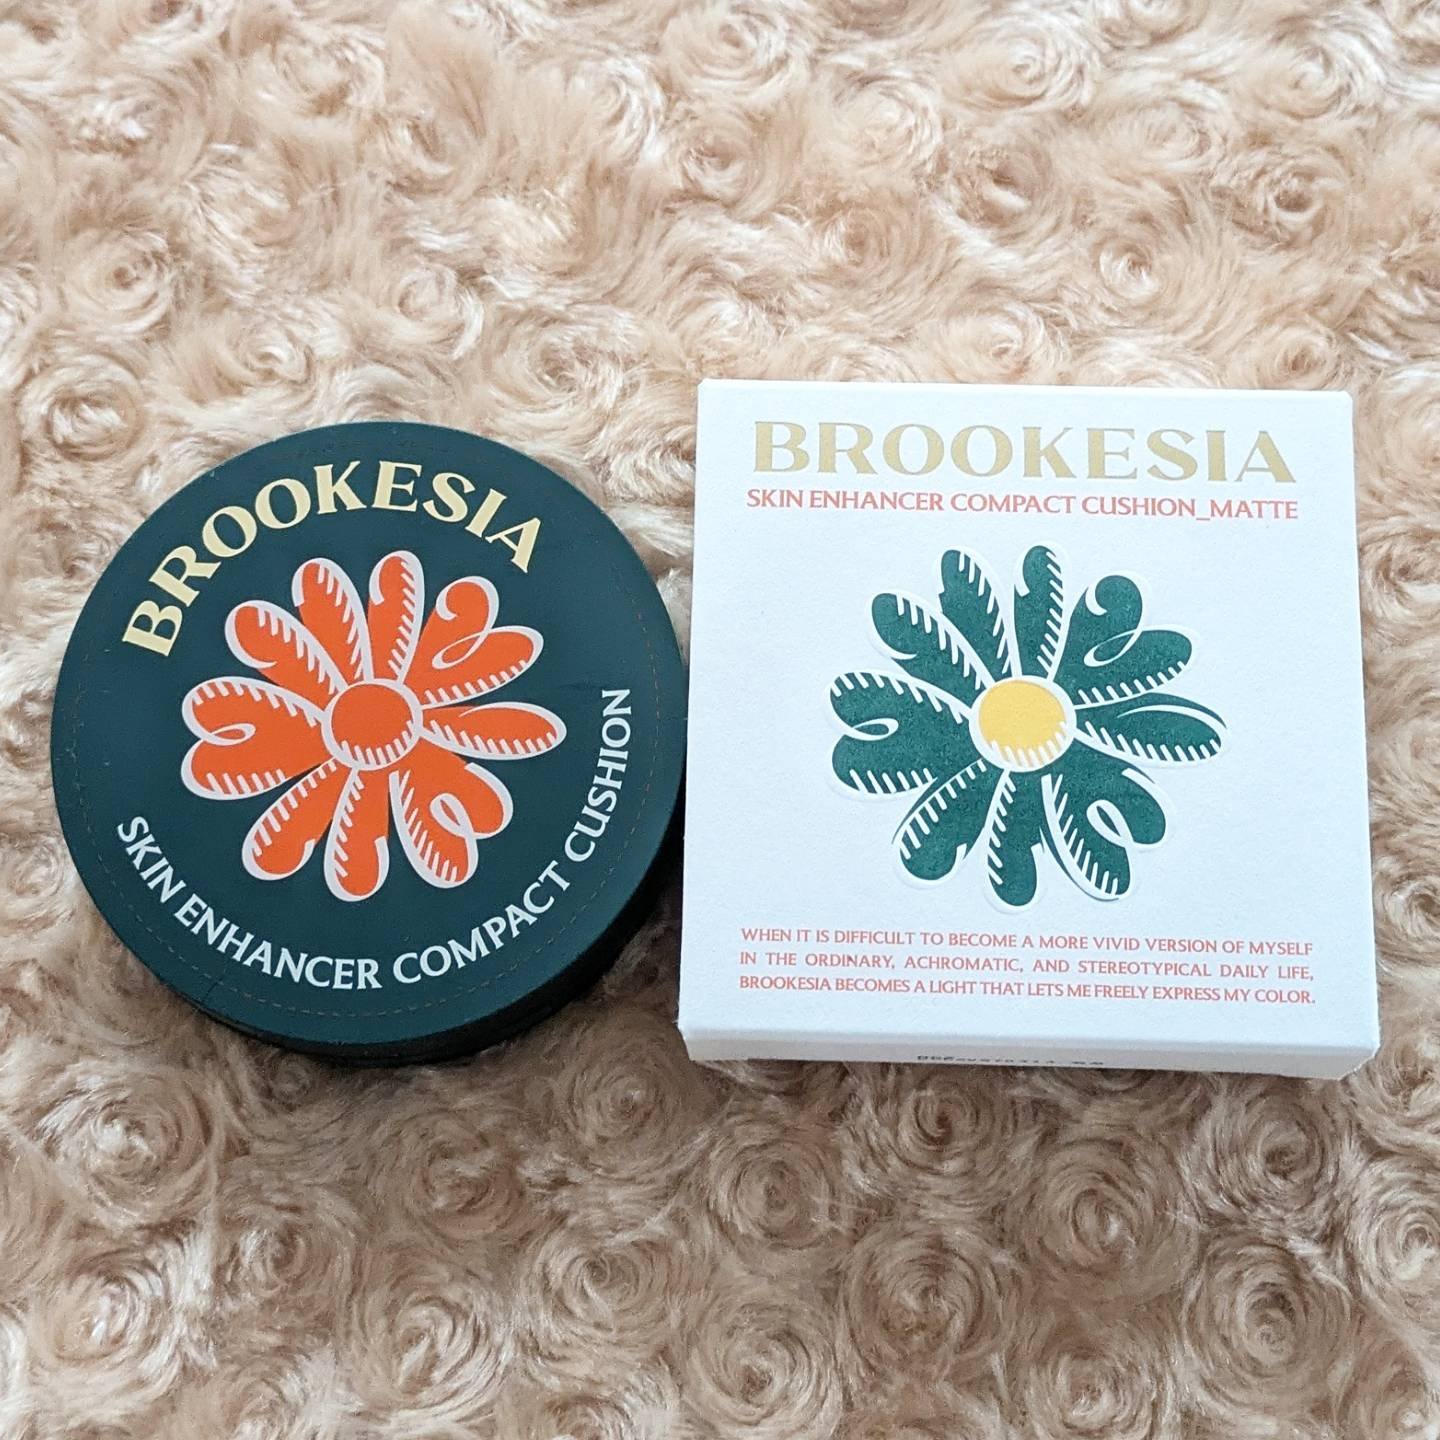 BROOKESIA
SKIN ENHANCER COMPACT CUSHION
BROOKESIA
SKIN ENHANCER COMPACT CUSHION_MATTE
WHEN IT IS DIFFICULT TO BECOME A MORE VIVID VERSION OF MYSELF
IN THE ORDINARY, ACHROMATIC, AND STEREOTYPICAL DAILY LIFE,
BROOKESIA BECOMES A LIGHT THAT LETS ME FREELY EXPRESS MY COLOR.